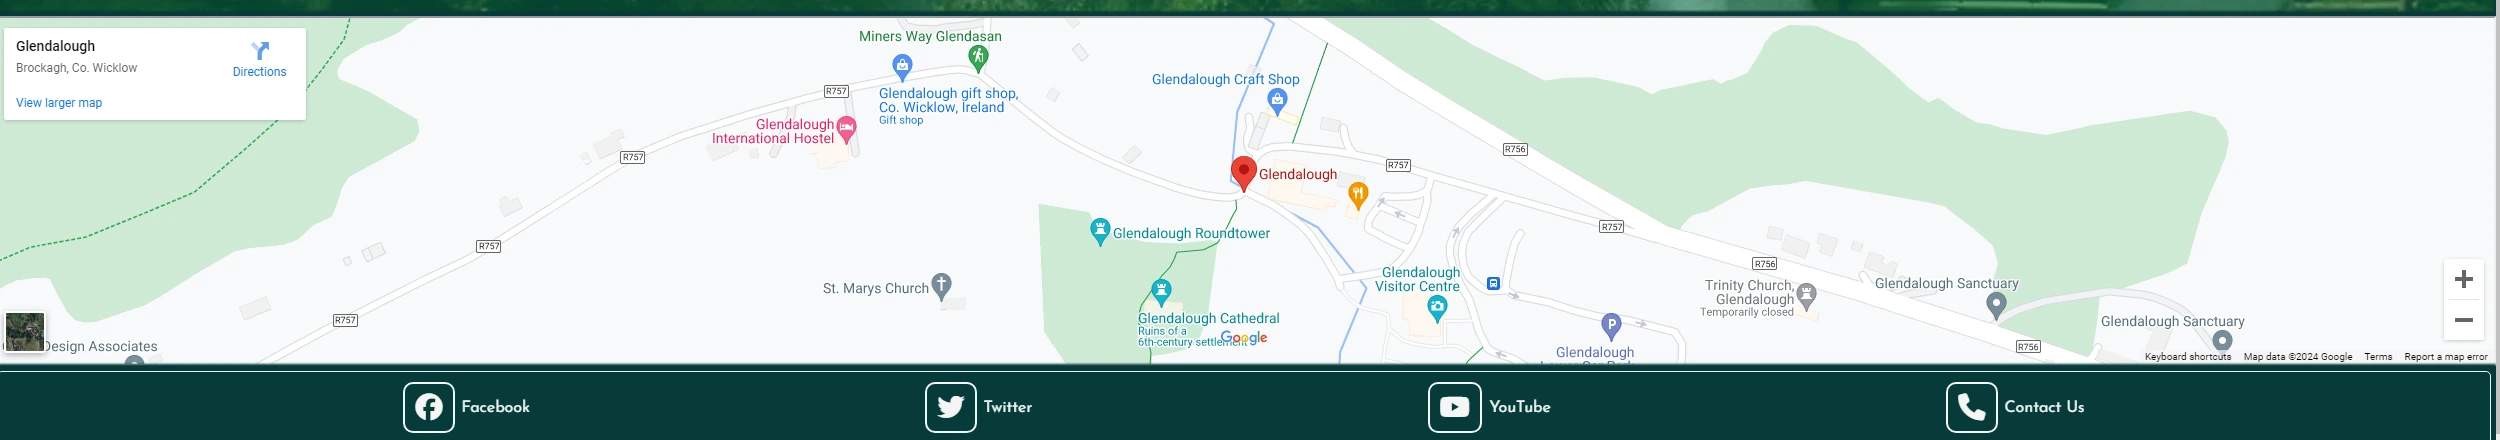 Glendalough
Brockagh, Co. Wicklow
Directions
View larger map
Miners Way Glendasan
Glendalough gift shop,
Co. Wicklow, Ireland
Gift shop
R757
Glendalough
International Hostel
R757
R757
R757
Glendalough Craft Shop
Glendalough
R757
R756
R757
Glendalough Roundtower
St. Marys Church
Glendalough Cathedral
Ruins of a
6th-century settlement
Google
Glendalough
Visitor Centre
P
Glendalough
R756
Trinity Church,
Glendalough
Temporarily closed
Glendalough Sanctuary
Glendalough Sanctuary
R756
Design Associates
Keyboard shortcuts
Map data ©2024 Google
Terms
Report a map error
Facebook
Twitter
YouTube
Contact Us